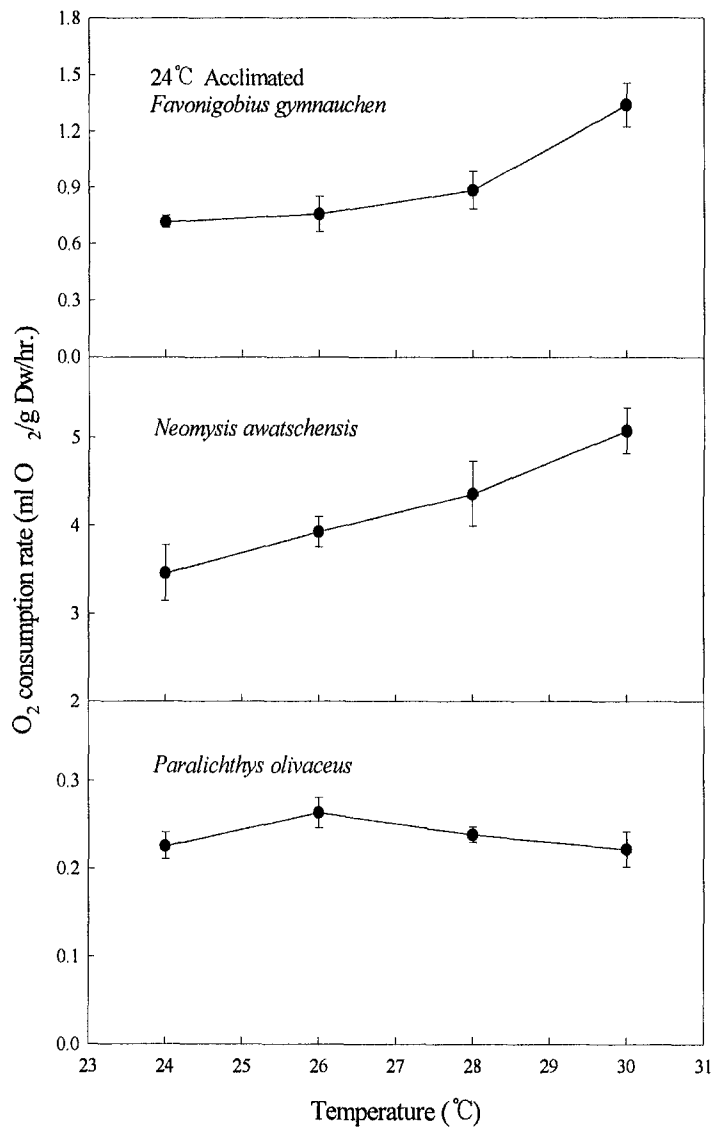 1.8
1.5
24℃ Acclimated
Favonigobius gymnauchen
1.2
0.9
0.6
0.3
0.0
Neomysis awatschensis
5
4
3
2
Paralichthys olivaceus
0.3
0.2
0.1
0.0
O2 consumption rate (ml O 2/g Dw/hr.)
23 24 25 26 27 28 29 30 31
Temperature (℃)